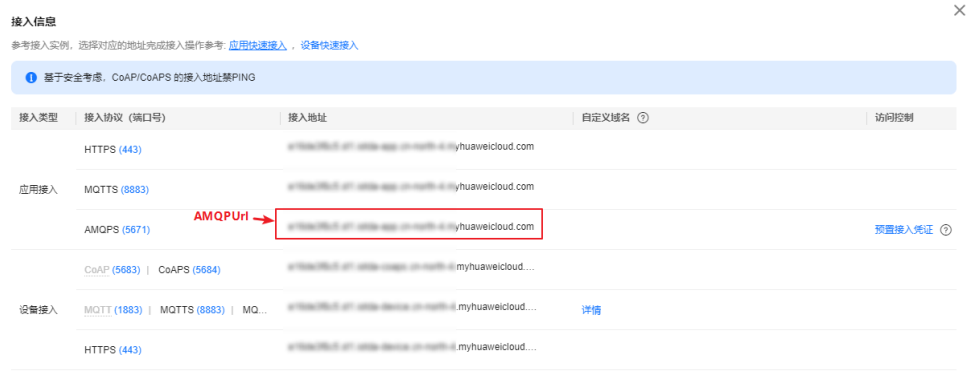 接入信息
参考接入实例，选择对应的地址完成接入操作参考: 应用快速接入 ，设备快速接入
基于安全考虑，CoAP/CoAPS 的接入地址禁PING
接入类型 接入协议（端口号） 接入地址 自定义域名 访问控制
HTTPS (443) yhuaweicloud.com
应用接入 MQTTS (8883) yhuaweicloud.com
AMQPUrl
AMQPS (5671) yhuaweicloud.com 预置接入凭证
CoAP (5683) | CoAPS (5684) myhuaweicloud....
设备接入 MQTT (1883) | MQTTS (8883) | MQ... .myhuaweicloud.... 详情
HTTPS (443) .myhuaweicloud....